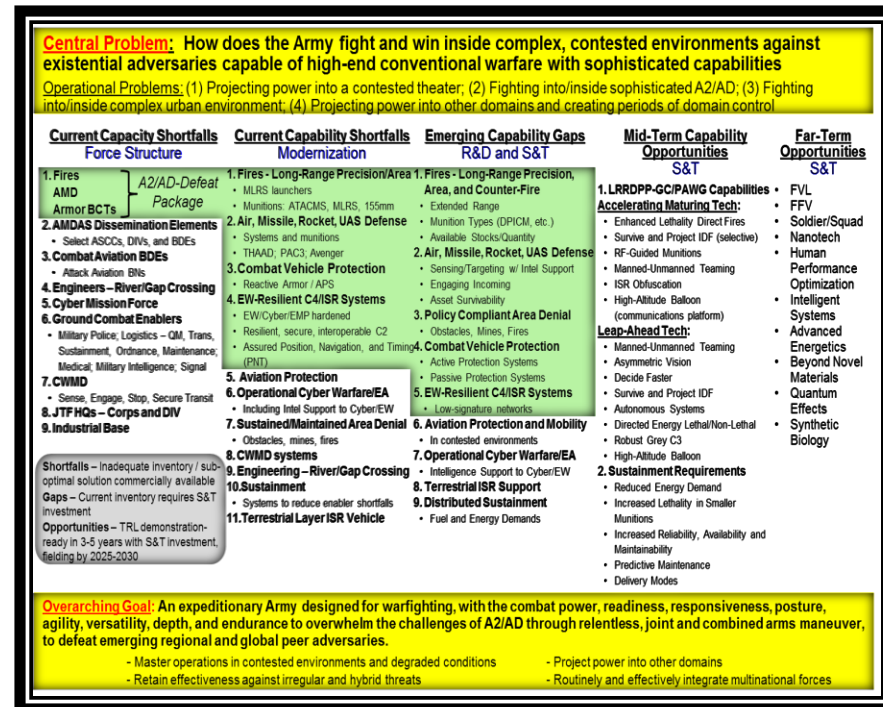 Central Problem: How does the Army fight and win inside complex, contested environments against
existential adversaries capable of high-end conventional warfare with sophisticated capabilities
Operational Problems: (1) Projecting power into a contested theater; (2) Fighting into/inside sophisticated A2/AD; (3) Fighting
into/inside complex urban environment; (4) Projecting power into other domains and creating periods of domain control
Current Capacity Shortfalls
Force Structure
1. Fires
AMD
Armor BCTs
A2/AD-Defeat
Package
2. AMDAS Dissemination Elements
• Select ASCCs, DIVs, and BDEs
3. Combat Aviation BDEs
• Attack Aviation BNs
4. Engineers – River/Gap Crossing
5. Cyber Mission Force
6. Ground Combat Enablers
• Military Police; Logistics – QM, Trans,
Sustainment, Ordnance, Maintenance;
Medical; Military Intelligence; Signal
7. CWMD
• Sense, Engage, Stop, Secure Transit
8. JTF HQs – Corps and DIV
9. Industrial Base
Shortfalls – Inadequate inventory / sub-
optimal solution commercially available
Gaps – Current inventory requires S&T
investment
Opportunities – TRL demonstration-
ready in 3-5 years with S&T investment,
fielding by 2025-2030
Current Capability Shortfalls
Modernization
1. Fires - Long-Range Precision/Area
• MLRS launchers
• Munitions: ATACMS, MLRS, 155mm
2. Air, Missile, Rocket, UAS Defense
• Systems and munitions
• THAAD; PAC3; Avenger
3. Combat Vehicle Protection
• Reactive Armor / APS
4. EW-Resilient C4/ISR Systems
• EW/Cyber/EMP hardened
• Resilient, secure, interoperable C2
• Assured Position, Navigation, and Timing
(PNT)
5. Aviation Protection
6. Operational Cyber Warfare/EA
• Including Intel Support to Cyber/EW
7. Sustained/Maintained Area Denial
• Obstacles, mines, fires
8. CWMD systems
9. Engineering – River/Gap Crossing
10. Sustainment
• Systems to reduce enabler shortfalls
11. Terrestrial Layer ISR Vehicle
Emerging Capability Gaps
R&D and S&T
1. Fires - Long-Range Precision,
Area, and Counter-Fire
• Extended Range
• Munition Types (DPICM, etc.)
• Available Stocks/Quantity
2. Air, Missile, Rocket, UAS Defense
• Sensing/Targeting w/ Intel Support
• Engaging Incoming
• Asset Survivability
3. Policy Compliant Area Denial
• Obstacles, Mines, Fires
4. Combat Vehicle Protection
• Active Protection Systems
• Passive Protection Systems
5. EW-Resilient C4/ISR Systems
• Low-signature networks
6. Aviation Protection and Mobility
• In contested environments
7. Operational Cyber Warfare/EA
• Intelligence Support to Cyber/EW
8. Terrestrial ISR Support
9. Distributed Sustainment
• Fuel and Energy Demands
Mid-Term Capability
Opportunities
S&T
1. LRRDPP-GC/PAWG Capabilities
Accelerating Maturing Tech:
• Enhanced Lethality Direct Fires
• Survive and Project IDF (selective)
• RF-Guided Munitions
• Manned-Unmanned Teaming
• ISR Obfuscation
• High-Altitude Balloon
(communications platform)
Leap-Ahead Tech:
• Manned-Unmanned Teaming
• Asymmetric Vision
• Decide Faster
• Survive and Project IDF
• Autonomous Systems
• Directed Energy Lethal/Non-Lethal
• Robust Grey C3
• High-Altitude Balloon
2. Sustainment Requirements
• Reduced Energy Demand
• Increased Lethality in Smaller
Munitions
• Increased Reliability, Availability and
Maintainability
• Predictive Maintenance
• Delivery Modes
Far-Term
Opportunities
S&T
• FVL
• FFV
• Soldier/Squad
• Nanotech
• Human
Performance
Optimization
• Intelligent
Systems
• Advanced
Energetics
• Beyond Novel
Materials
• Quantum
Effects
• Synthetic
Biology
Overarching Goal: An expeditionary Army designed for warfighting, with the combat power, readiness, responsiveness, posture,
agility, versatility, depth, and endurance to overwhelm the challenges of A2/AD through relentless, joint and combined arms maneuver,
to defeat emerging regional and global peer adversaries.
- Master operations in contested environments and degraded conditions
- Retain effectiveness against irregular and hybrid threats
- Project power into other domains
- Routinely and effectively integrate multinational forces